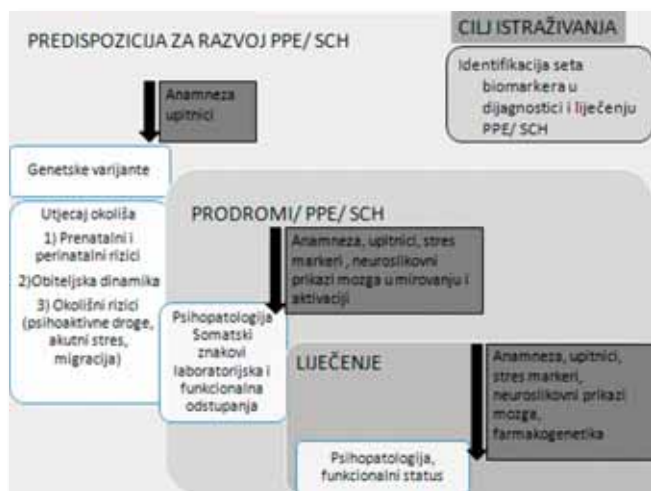 PREDISPOZICIJA ZA RAZVOJ PPE/ SCH
CILJ ISTRAŽIVANJA
Identifikacija seta
biomarkera u
dijagnostici i liječenju
PPE/ SCH
Anamneza
upitnici
Genetske varijante
Utjecaj okoliša
1) Prenatalni i
perinatalni rizici
2)Obiteljska dinamika
3) Okolišni rizici
(psihoaktivne droge,
akutni stres,
migracija)
PRODROMI/ PPE/ SCH
Anamneza, upitnici, stres
markeri , neuroslikovni
prikazi mozga u mirovanju i
aktivaciji
Psihopatologija
Somatski
znakovi
laboratorijska i
funkcionalna
odstupanja
LIJEČENJE
Anamneza, upitnici,
stres markeri,
neuroslikovni prikazi
mozga,
farmakogenetika
Psihopatologija,
funkcionalni status